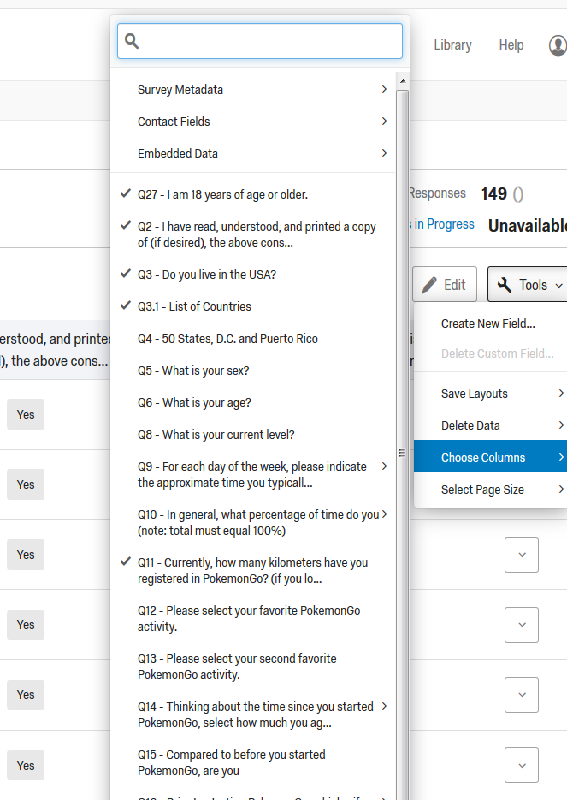 Library Help
Survey Metadata
Contact Fields
Embedded Data
Q27 - I am 18 years of age or older.
Q2 - I have read, understood, and printed a copy
of (if desired), the above cons...
Q3 - Do you live in the USA?
Q3.1 - List of Countries
Q4 - 50 States, D.C. and Puerto Rico
Q5 - What is your sex?
Q6 - What is your age?
Q8 - What is your current level?
Q9 - For each day of the week, please indicate
the approximate time you typicall...
Q10 - In general, what percentage of time do you
(note: total must equal 100%)
Q11 - Currently, how many kilometers have you
registered in PokemonGo? (if you lo...
Q12 - Please select your favorite PokemonGo
activity.
Q13 - Please select your second favorite
PokemonGo activity.
Q14 - Thinking about the time since you started
PokemonGo, select how much you ag...
Q15 - Compared to before you started
PokemonGo, are you
Responses 149 ()
in Progress Unavailable
Edit Tools
Create New Field...
Delete Custom Field...
Save Layouts
Delete Data
Choose Columns
Select Page Size
erstood, and printe
), the above cons...
Yes
Yes
Yes
Yes
Yes
Yes